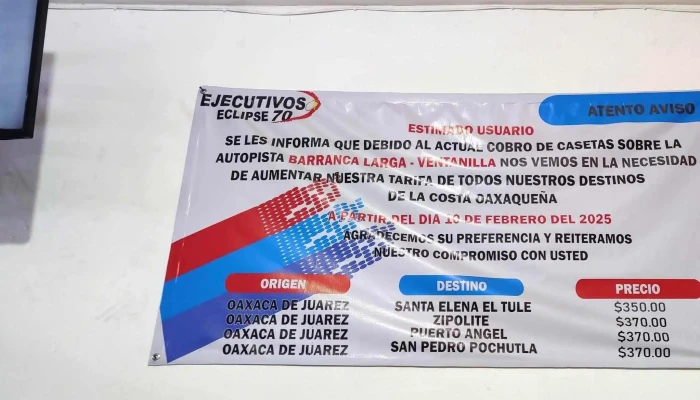 EJECUTIVOS
ECLIPSE 70
ATENTO AVISO
ESTIMADO USUARIO
SE LES INFORMA QUE DEBIDO AL ACTUAL COBRO DE CASETAS SOBRE LA
AUTOPISTA BARRANCA LARGA - VENTANILLA NOS VEMOS EN LA NECESIDAD
DE AUMENTAR NUESTRA TARIFA DE TODOS NUESTROS DESTINOS
DE LA COSTA OAXAQUEÑA
A PARTIR DEL DIA 10 DE FEBRERO DEL 2025
AGRADECEMOS SU PREFERENCIA Y REITERAMOS
NUESTRO COMPROMISO CON USTED
ORIGEN DESTINO PRECIO
OAXACA DE JUAREZ SANTA ELENA EL TULE $350.00
OAXACA DE JUAREZ ZIPOLITE $370.00
OAXACA DE JUAREZ PUERTO ANGEL $370.00
OAXACA DE JUAREZ SAN PEDRO POCHUTLA $370.00